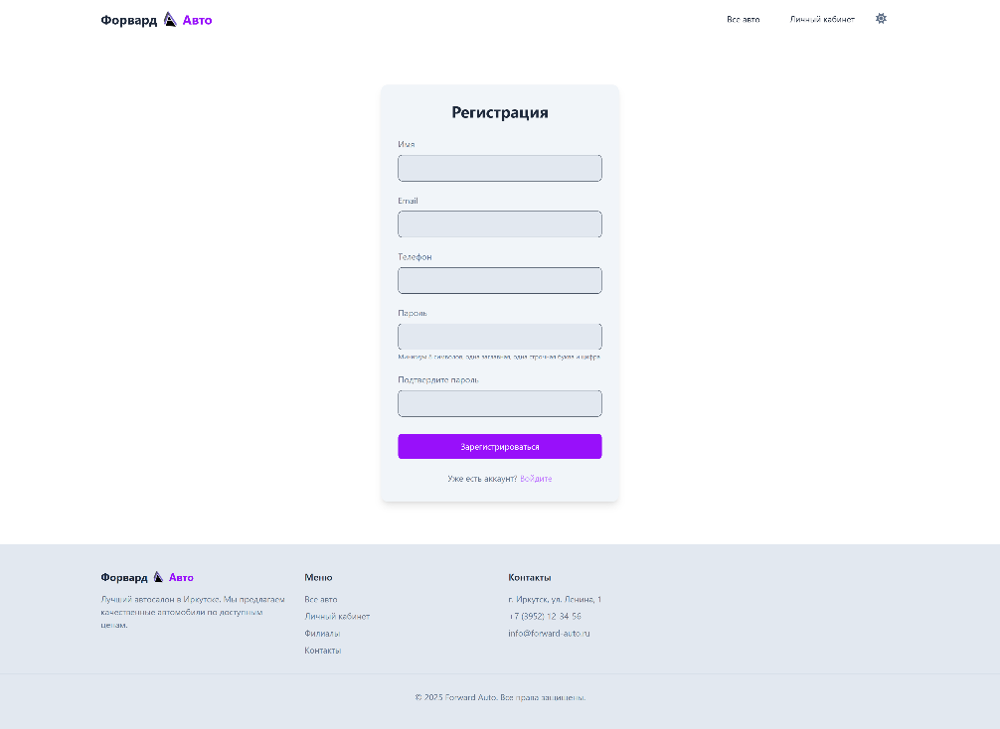 Форвард Авто
Все авто
Личный кабинет
Регистрация
Имя
Email
Телефон
Пароль
Минимум 8 символов, одна заглавная, одна строчная буква и цифра
Подтвердите пароль
Зарегистрироваться
Уже есть аккаунт? Войдите
Форвард Авто
Лучший автосалон в Иркутске. Мы предлагаем
качественные автомобили по доступным
ценам.
Меню
Все авто
Личный кабинет
Филиалы
Контакты
Контакты
г. Иркутск, ул. Ленина, 1
+7 (3952) 12-34-56
info@forward-auto.ru
© 2025 Forward Auto. Все права защищены.